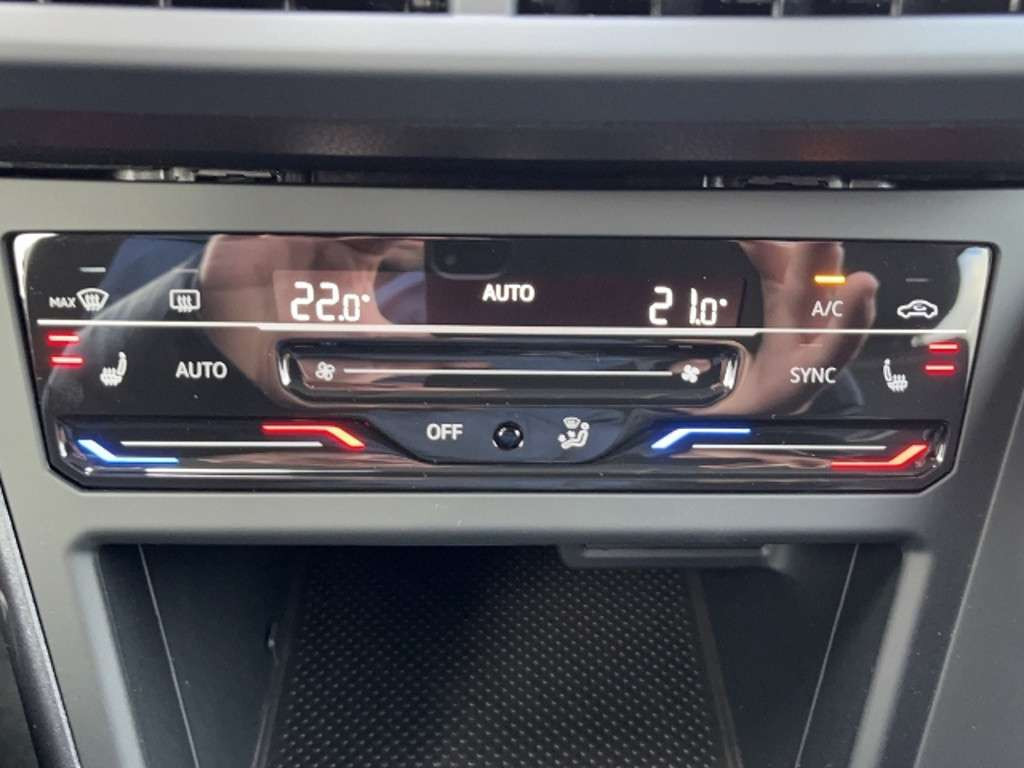 MAX 22.0° AUTO 21.0° A/C
AUTO SYNC
OFF